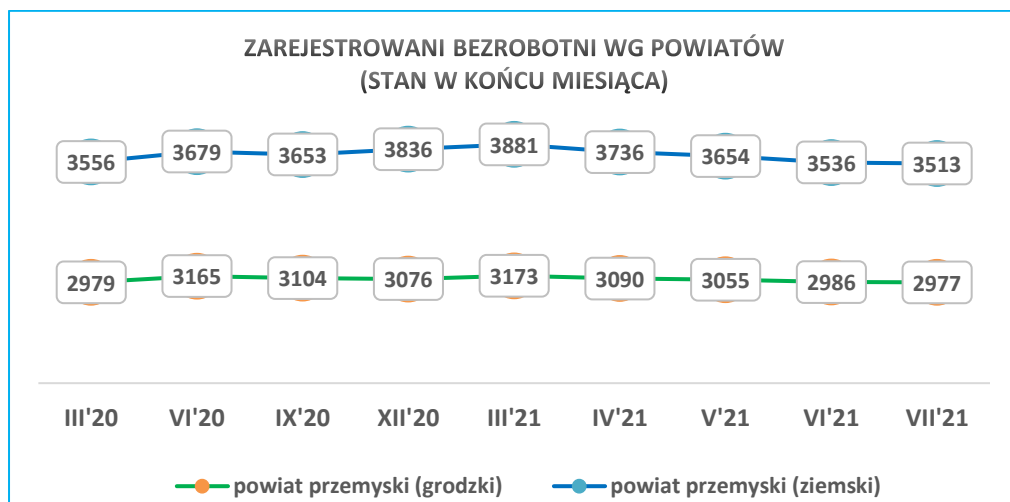 ZAREJESTROWANI BEZROBOTNI WG POWIATÓW
(STAN W KOŃCU MIESIĄCA)
3556 3679 3653 3836 3881 3736 3654 3536 3513
2979 3165 3104 3076 3173 3090 3055 2986 2977
III'20 VI'20 IX'20 XII'20 III'21 IV'21 V'21 VI'21 VII'21
powiat przemyski (grodzki) powiat przemyski (ziemski)